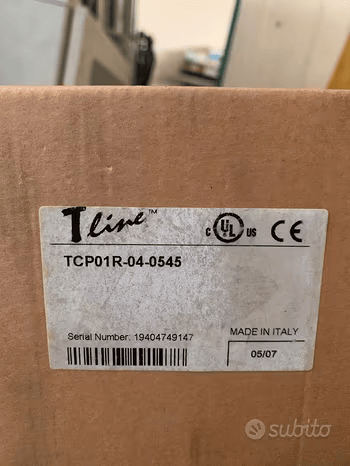 Tline™
c UL US CE
TCP01R-04-0545
Serial Number: 19404749147
MADE IN ITALY
05/07
subito